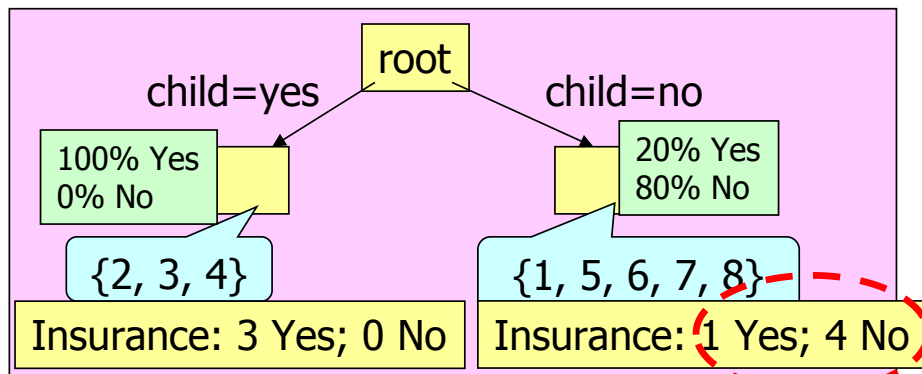 root
child=yes
child=no
100% Yes
0% No
20% Yes
80% No
{2, 3, 4}
{1, 5, 6, 7, 8}
Insurance: 3 Yes; 0 No
Insurance: 1 Yes; 4 No